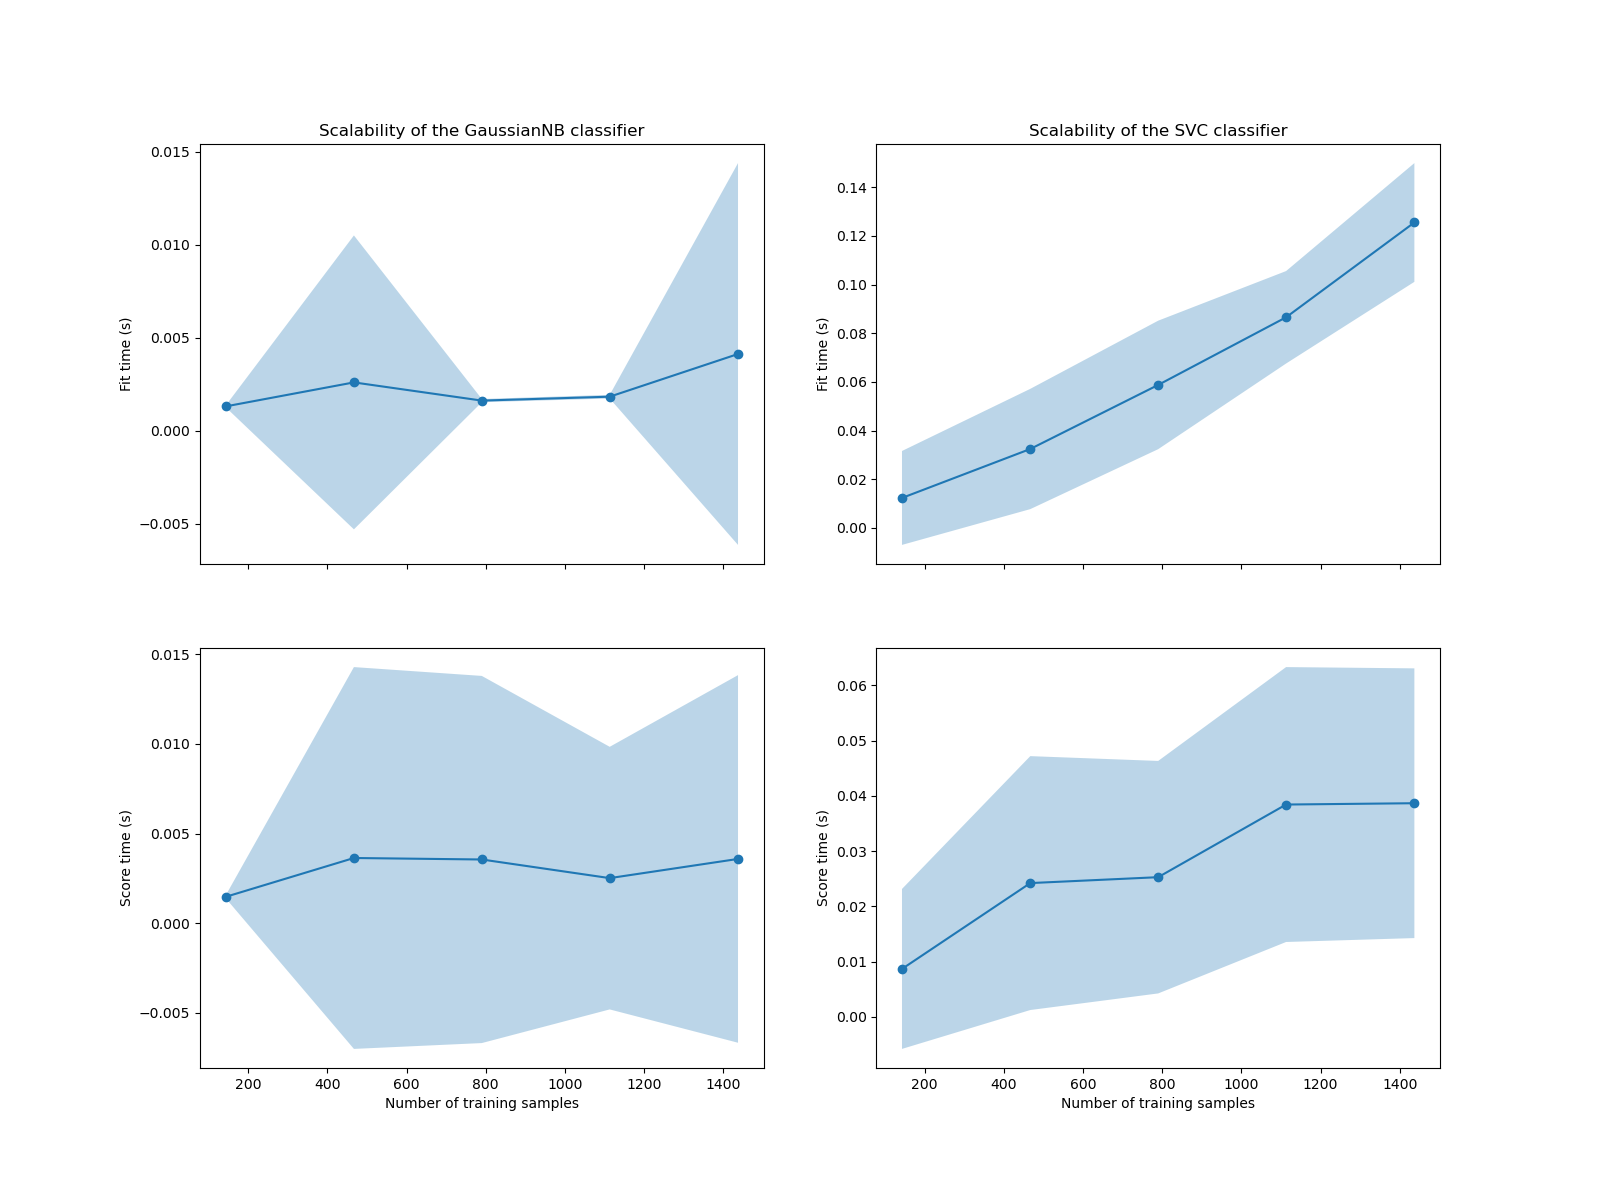 Scalability of the GaussianNB classifier
0.015
0.010
0.005
0.000
−0.005
Fit time (s)
Scalability of the SVC classifier
0.14
0.12
0.10
0.08
0.06
0.04
0.02
0.00
Fit time (s)
0.015
0.010
0.005
0.000
−0.005
Score time (s)
200 400 600 800 1000 1200 1400
Number of training samples
0.06
0.05
0.04
0.03
0.02
0.01
0.00
Score time (s)
200 400 600 800 1000 1200 1400
Number of training samples